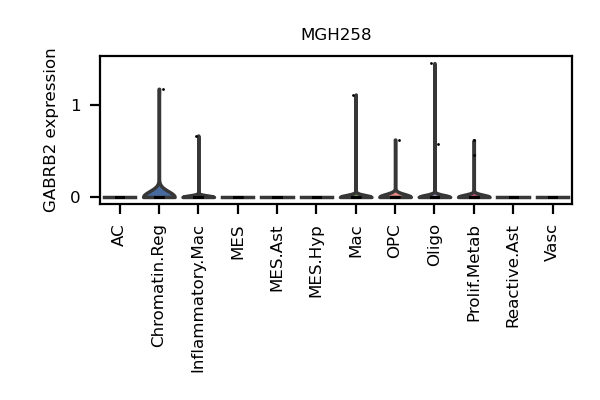 MGH258
GABRB2 expression
1
0
AC
Chromatin.Reg
Inflammatory.Mac
MES
MES.Ast
MES.Hyp
Mac
OPC
Oligo
Prolif.Metab
Reactive.Ast
Vasc